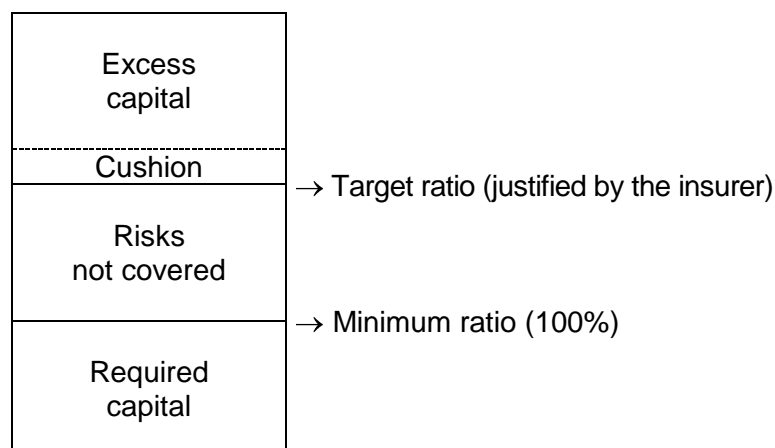 Excess
capital
Cushion
→ Target ratio (justified by the insurer)
Risks
not covered
→ Minimum ratio (100%)
Required
capital